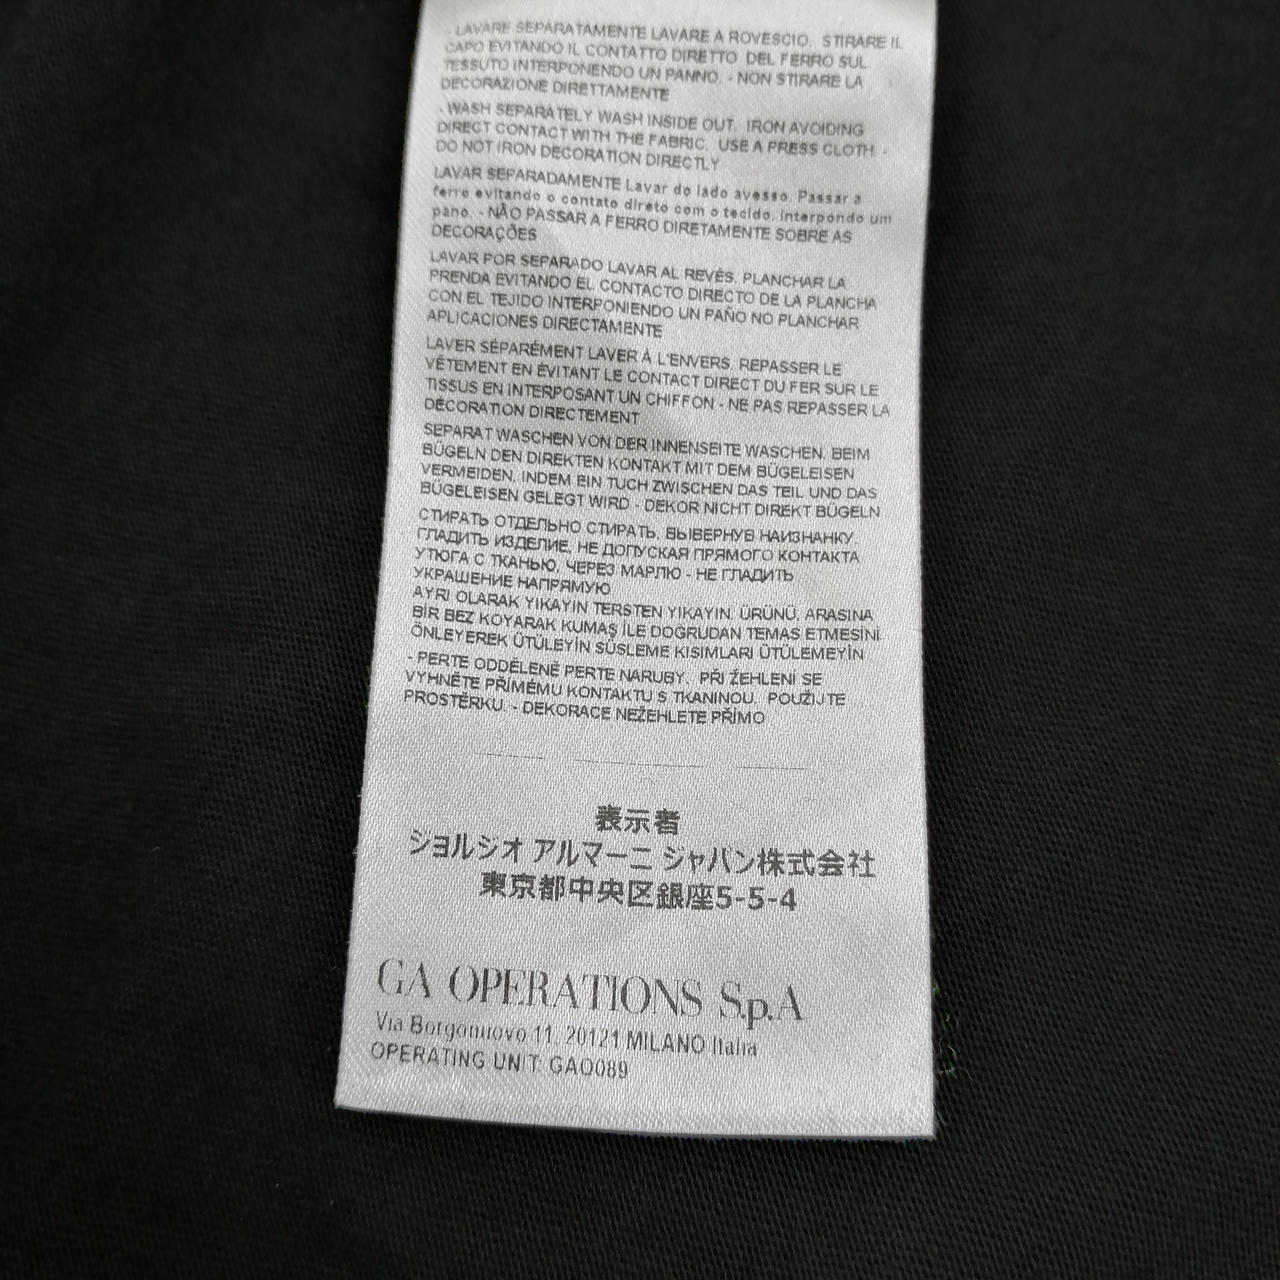 - LAVARE SEPARATAMENTE LAVARE A ROVESCIO. STIRARE IL
CAPO EVITANDO IL CONTATTO DIRETTO DEL FERRO SUL
TESSUTO INTERPONENDO UN PANNO. - NON STIRARE LA
DECORAZIONE DIRETTAMENTE
- WASH SEPARATELY WASH INSIDE OUT. IRON AVOIDING
DIRECT CONTACT WITH THE FABRIC. USE A PRESS CLOTH. -
DO NOT IRON DECORATION DIRECTLY
LAVAR SEPARADAMENTE Lavar do lado avesso. Passar a
ferro evitando o contato direto com o tecido, interpondo um
pano. - NÃO PASSAR A FERRO DIRETAMENTE SOBRE AS
DECORAÇÕES
LAVAR POR SEPARADO LAVAR AL REVÉS. PLANCHAR LA
PRENDA EVITANDO EL CONTACTO DIRECTO DE LA PLANCHA
CON EL TEJIDO INTERPONIENDO UN PAÑO NO PLANCHAR
APLICACIONES DIRECTAMENTE
LAVER SÉPARÉMENT LAVER À L'ENVERS. REPASSER LE
VÊTEMENT EN ÉVITANT LE CONTACT DIRECT DU FER SUR LE
TISSUS EN INTERPOSANT UN CHIFFON - NE PAS REPASSER LA
DÉCORATION DIRECTEMENT
SEPARAT WASCHEN VON DER INNENSEITE WASCHEN. BEIM
BÜGELN DEN DIREKTEN KONTAKT MIT DEM BÜGELEISEN
VERMEIDEN, INDEM EIN TUCH ZWISCHEN DAS TEIL UND DAS
BÜGELEISEN GELEGT WIRD - DEKOR NICHT DIREKT BÜGELN
СТИРАТЬ ОТДЕЛЬНО СТИРАТЬ, ВЫВЕРНУВ НАИЗНАНКУ.
ГЛАДИТЬ ИЗДЕЛИЕ, НЕ ДОПУСКАЯ ПРЯМОГО КОНТАКТА
УТЮГА С ТКАНЬЮ, ЧЕРЕЗ МАРЛЮ - НЕ ГЛАДИТЬ
УКРАШЕНИЕ НАПРЯМУЮ
AYRI OLARAK YIKAYIN TERSTEN YIKAYIN. ÜRÜNÜ, ARASINA
BİR BEZ KOYARAK KUMAŞ İLE DOĞRUDAN TEMAS ETMESİNİ
ÖNLEYEREK ÜTÜLEYİN SÜSLEME KISIMLARI ÜTÜLEMEYİN
- PERTE ODDĚLENĚ PERTE NARUBY. PŘI ŽEHLENÍ SE
VYHNĚTE PŘÍMÉMU KONTAKTU S TKANINOU. POUŽIJTE
PROSTĚRKU. - DEKORACE NEŽEHLETE PŘÍMO
表示者
ジョルジオ アルマーニ ジャパン株式会社
東京都中央区銀座5-5-4
GA OPERATIONS S.p.A
Via Borgonuovo 11, 20121 MILANO Italia
OPERATING UNIT: GAO089